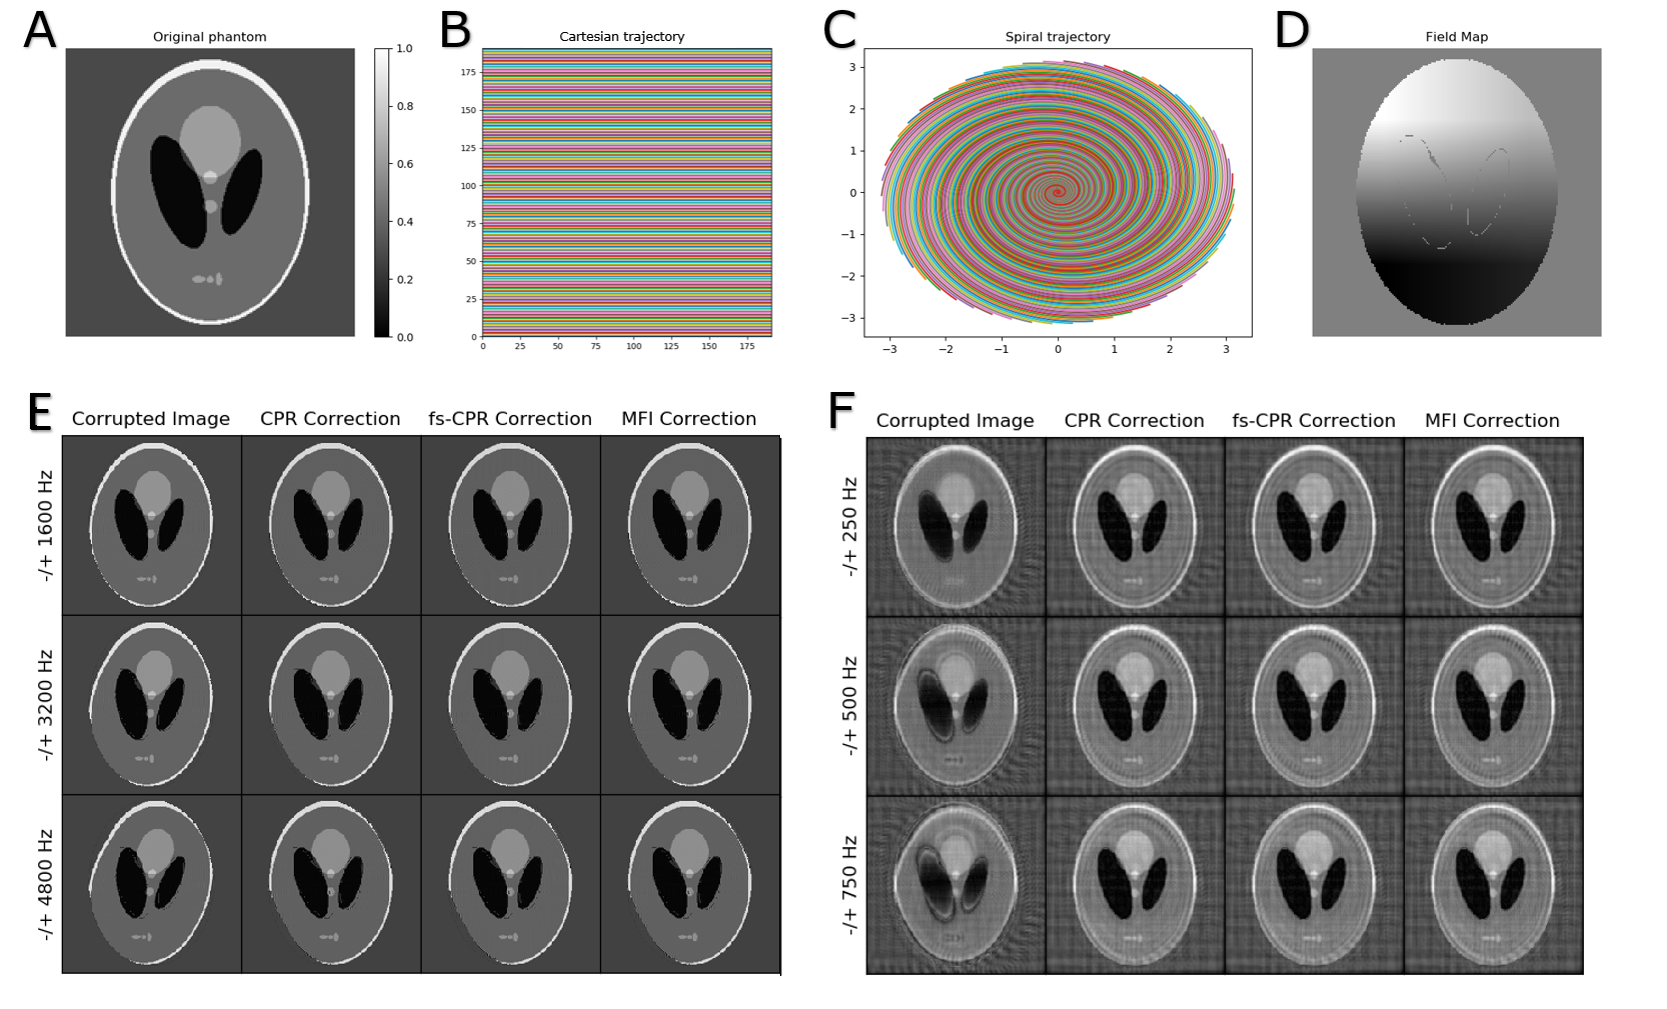 A
Original phantom
1.0
0.8
0.6
0.4
0.2
0.0
B
Cartesian trajectory
175
150
125
100
75
50
25
0
0 25 50 75 100 125 150 175
C
Spiral trajectory
3
2
1
0
−1
−2
−3
−3 −2 −1 0 1 2 3
D
Field Map
E
Corrupted Image CPR Correction fs-CPR Correction MFI Correction
-/+ 1600 Hz
-/+ 3200 Hz
-/+ 4800 Hz
F
Corrupted Image CPR Correction fs-CPR Correction MFI Correction
-/+ 250 Hz
-/+ 500 Hz
-/+ 750 Hz